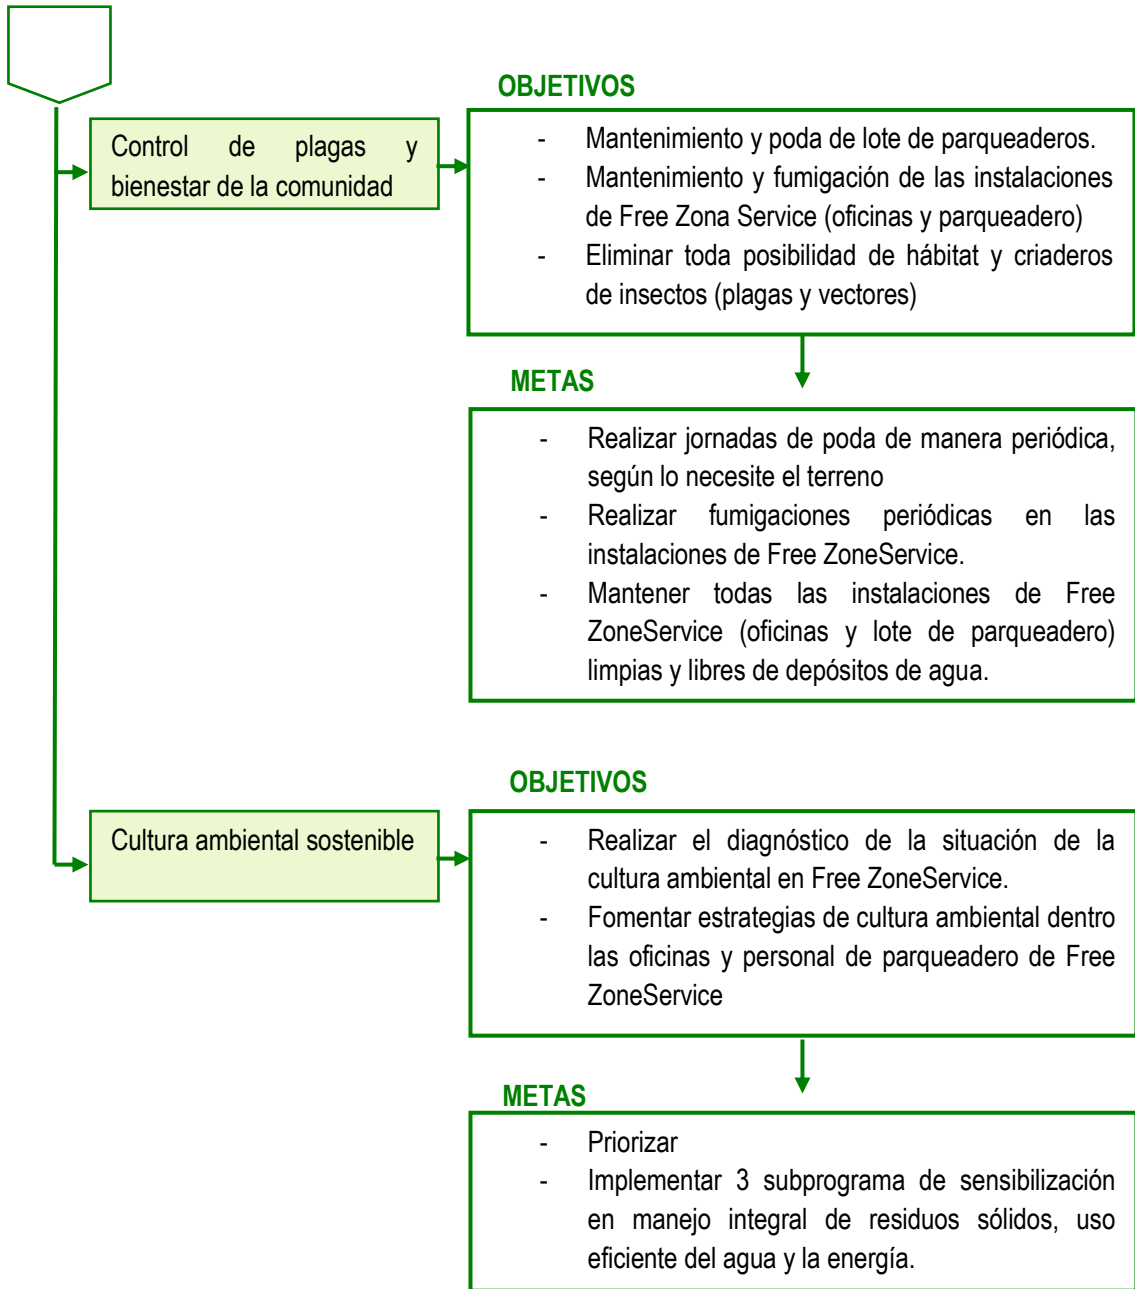 OBJETIVOS
Control de plagas y
bienestar de la comunidad
- Mantenimiento y poda de lote de parqueaderos.
- Mantenimiento y fumigación de las instalaciones
de Free Zona Service (oficinas y parqueadero)
- Eliminar toda posibilidad de hábitat y criaderos
de insectos (plagas y vectores)
METAS
- Realizar jornadas de poda de manera periódica,
según lo necesite el terreno
- Realizar fumigaciones periódicas en las
instalaciones de Free ZoneService.
- Mantener todas las instalaciones de Free
ZoneService (oficinas y lote de parqueadero)
limpias y libres de depósitos de agua.
OBJETIVOS
Cultura ambiental sostenible
- Realizar el diagnóstico de la situación de la
cultura ambiental en Free ZoneService.
- Fomentar estrategias de cultura ambiental dentro
las oficinas y personal de parqueadero de Free
ZoneService
METAS
- Priorizar
- Implementar 3 subprograma de sensibilización
en manejo integral de residuos sólidos, uso
eficiente del agua y la energía.